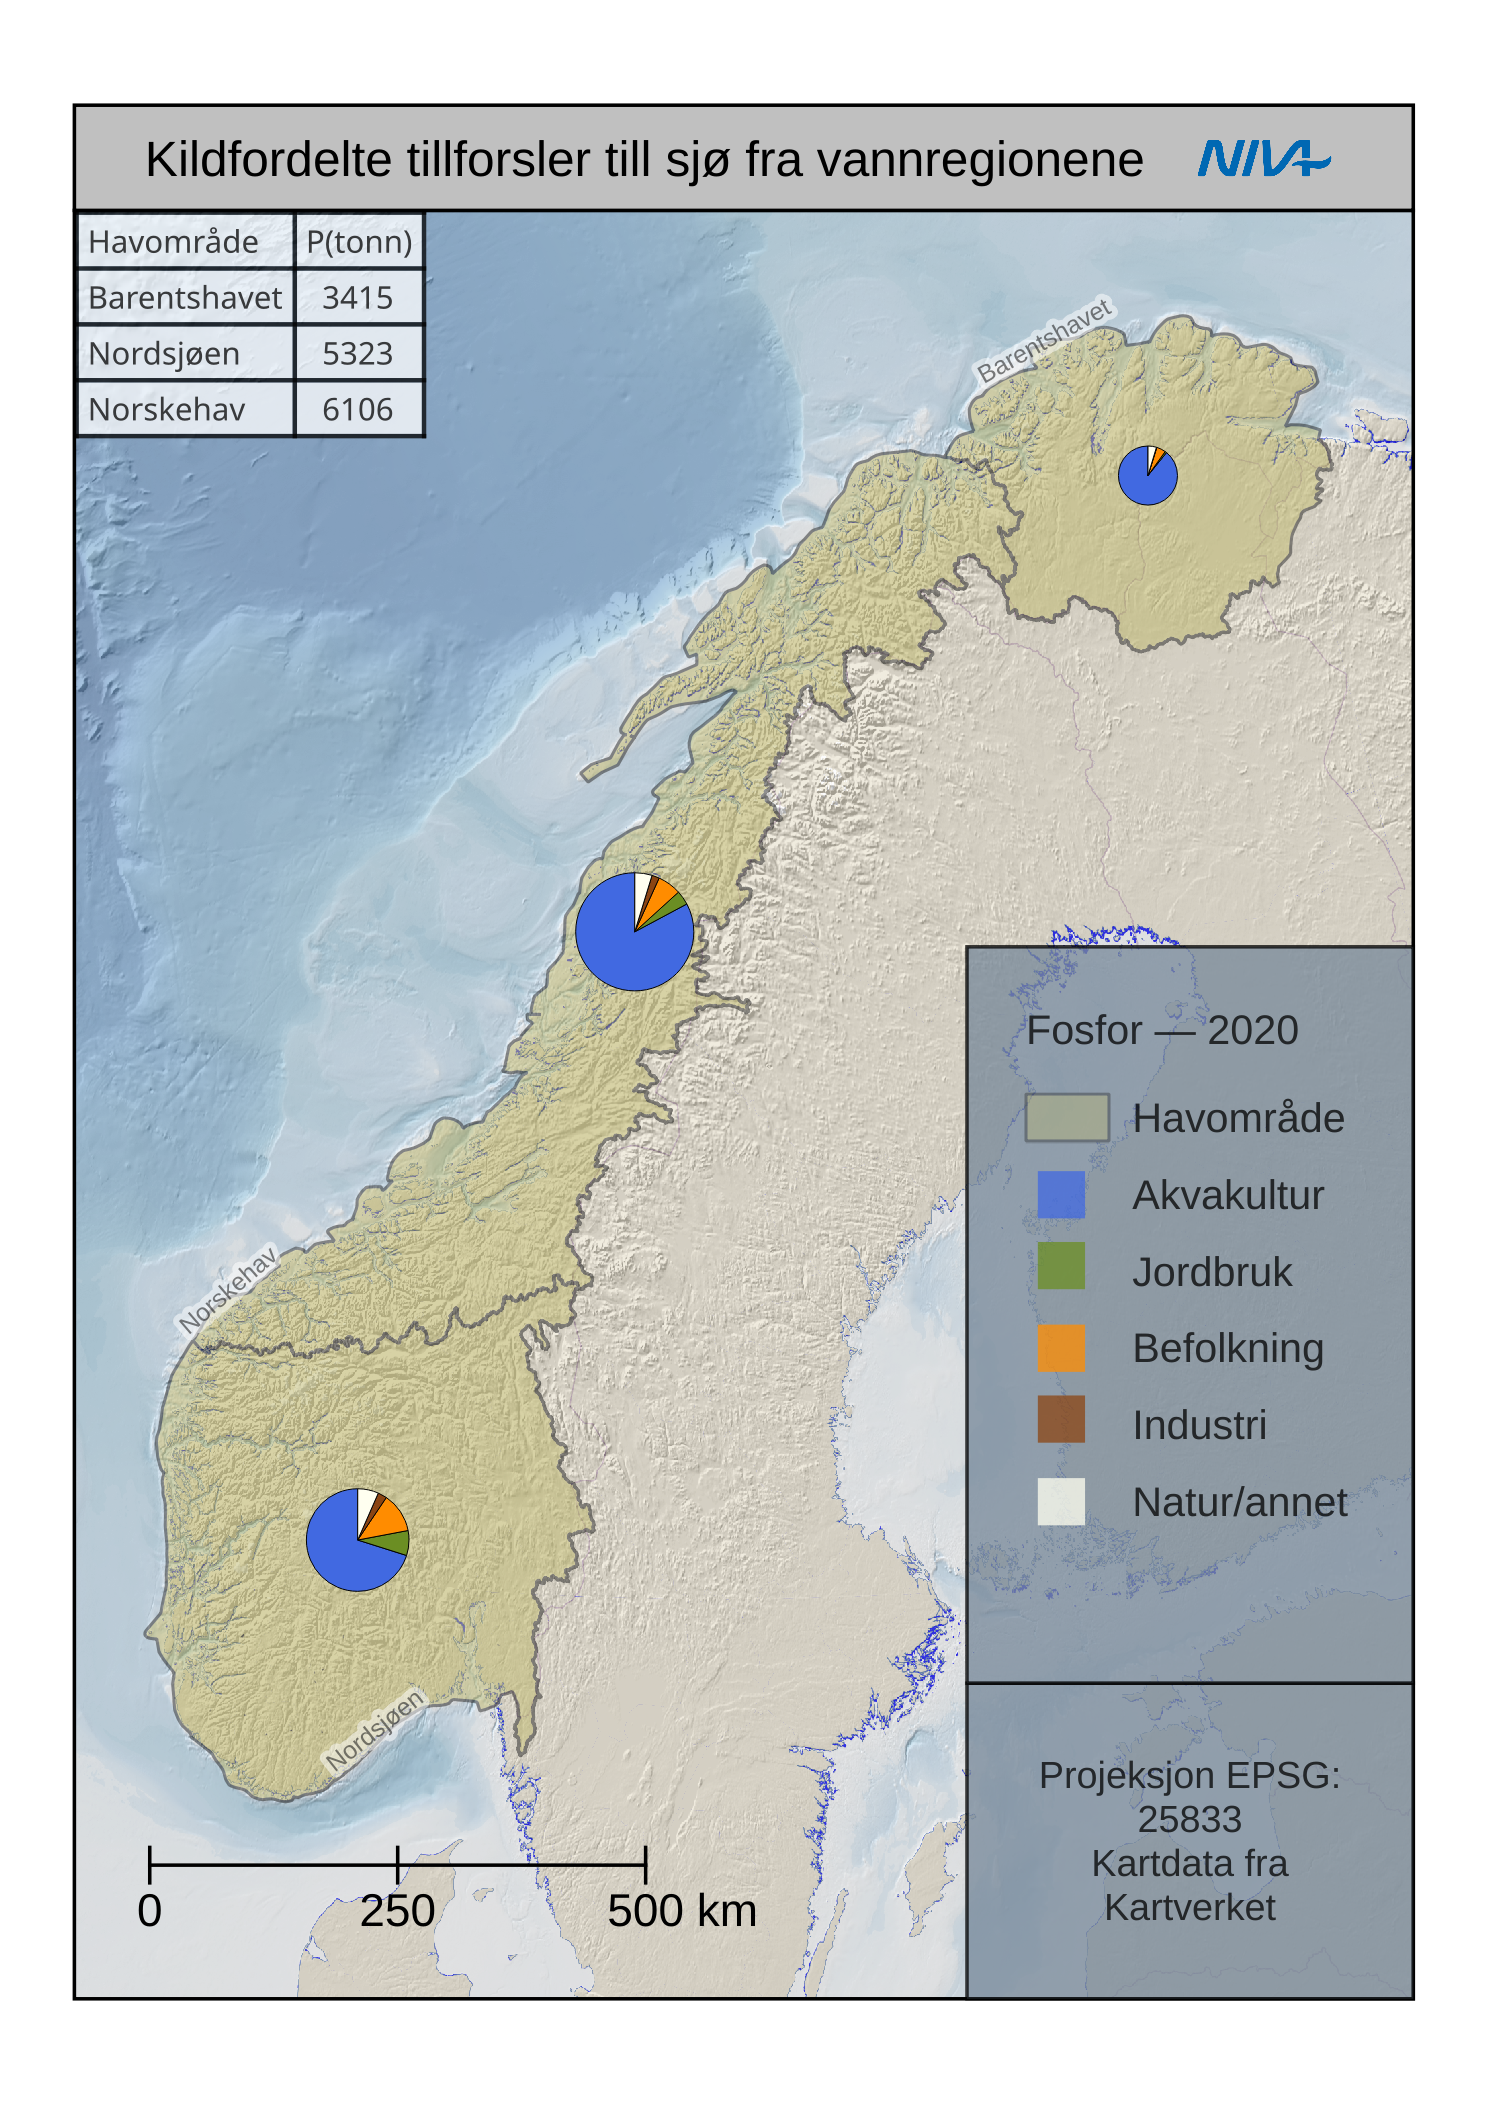 Kildfordelte tillforsler till sjø fra vannregionene
NIVA
Havområde P(tonn)
Barentshavet 3415
Nordsjøen 5323
Norskehav 6106
Barentshavet
Norskehav
Nordsjøen
Fosfor — 2020
Havområde
Akvakultur
Jordbruk
Befolkning
Industri
Natur/annet
Projeksjon EPSG:
25833
Kartdata fra
Kartverket
0 250 500 km